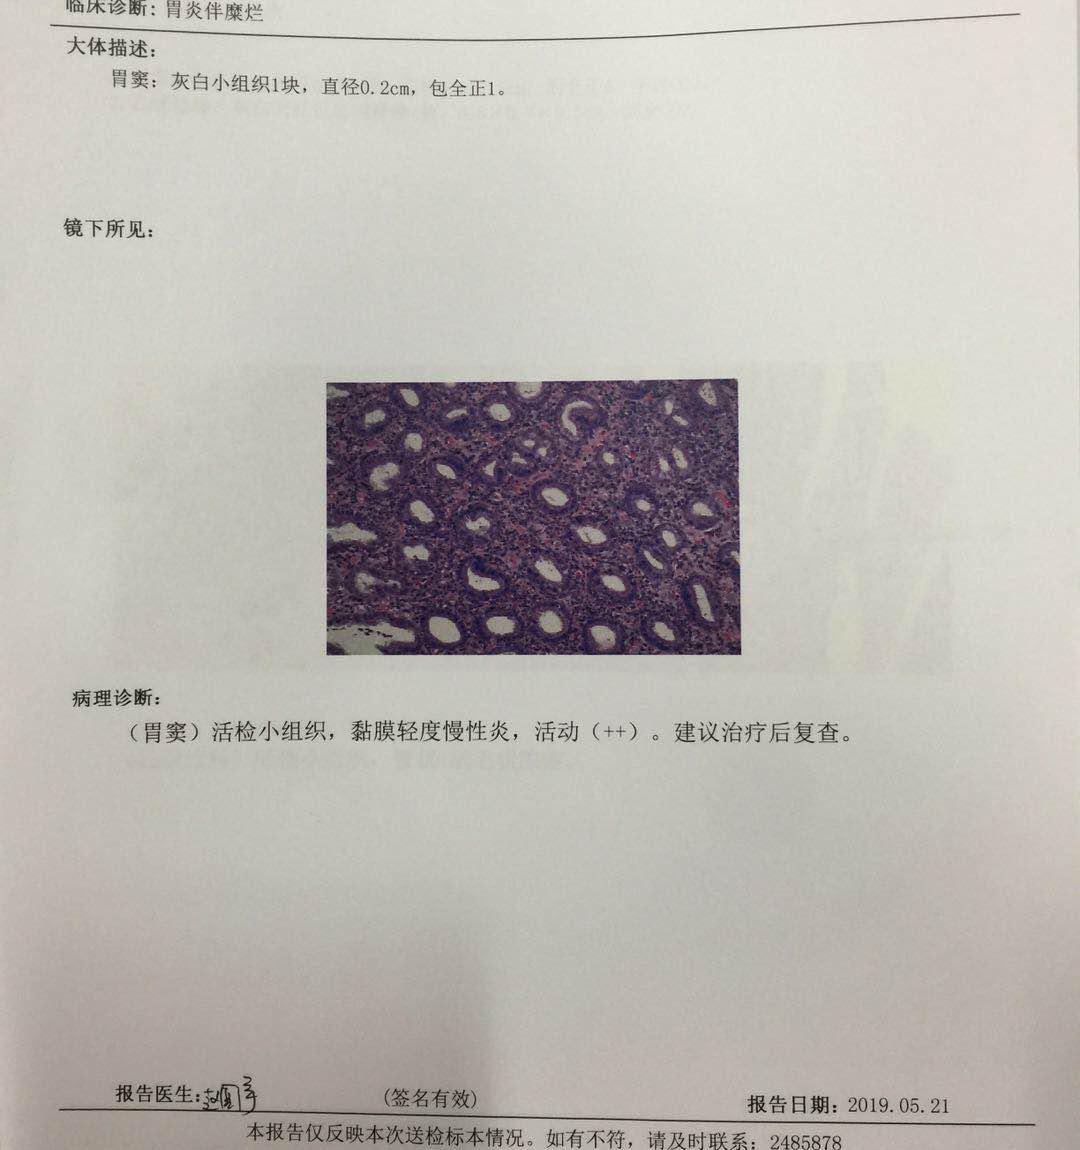 临床诊断: 胃炎伴糜烂
大体描述:
胃窦: 灰白小组织1块, 直径0.2cm, 包全正1。
镜下所见:
病理诊断:
(胃窦) 活检小组织, 黏膜轻度慢性炎, 活动 (++) 。建议治疗后复查。
报告医生: (签名有效) 报告日期: 2019.05.21
本报告仅反映本次送检标本情况。如有不符, 请及时联系: 2485878